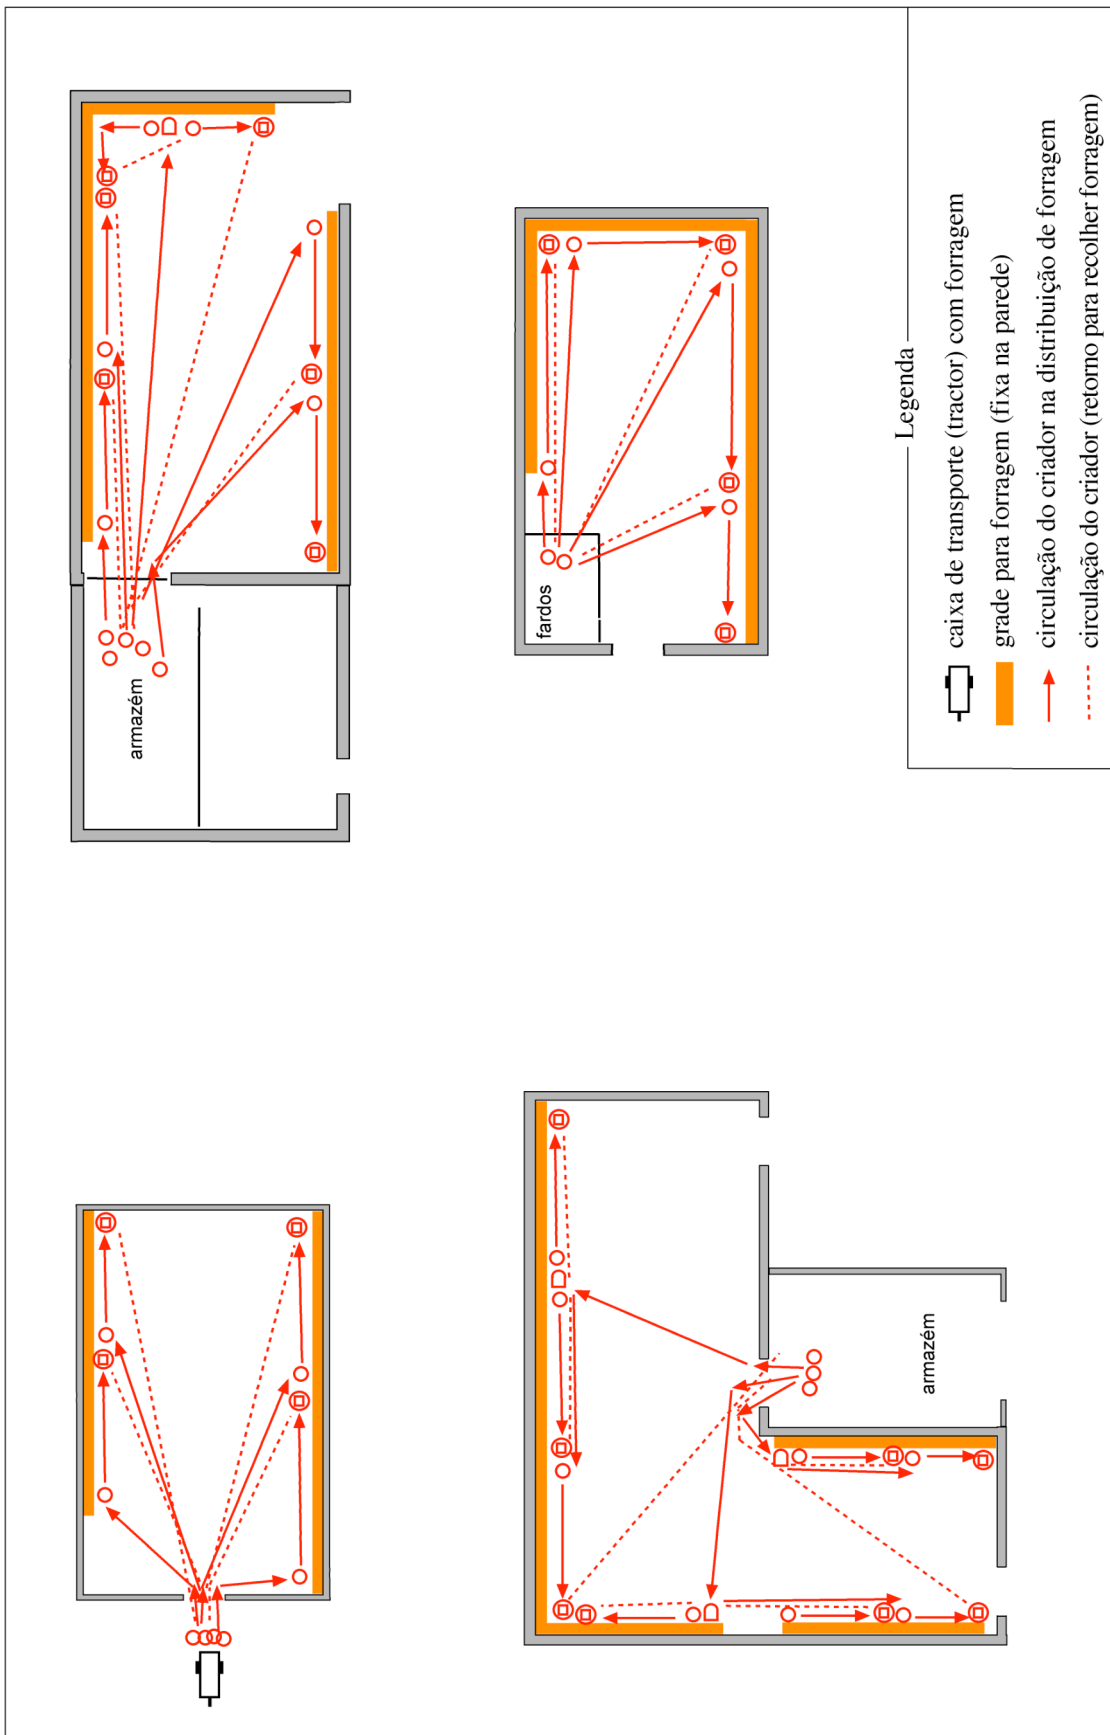 armazém
fardos
armazém
Legenda
caixa de transporte (tractor) com forragem
grade para forragem (fixa na parede)
circulação do criador na distribuição de forragem
circulação do criador (retorno para recolher forragem)